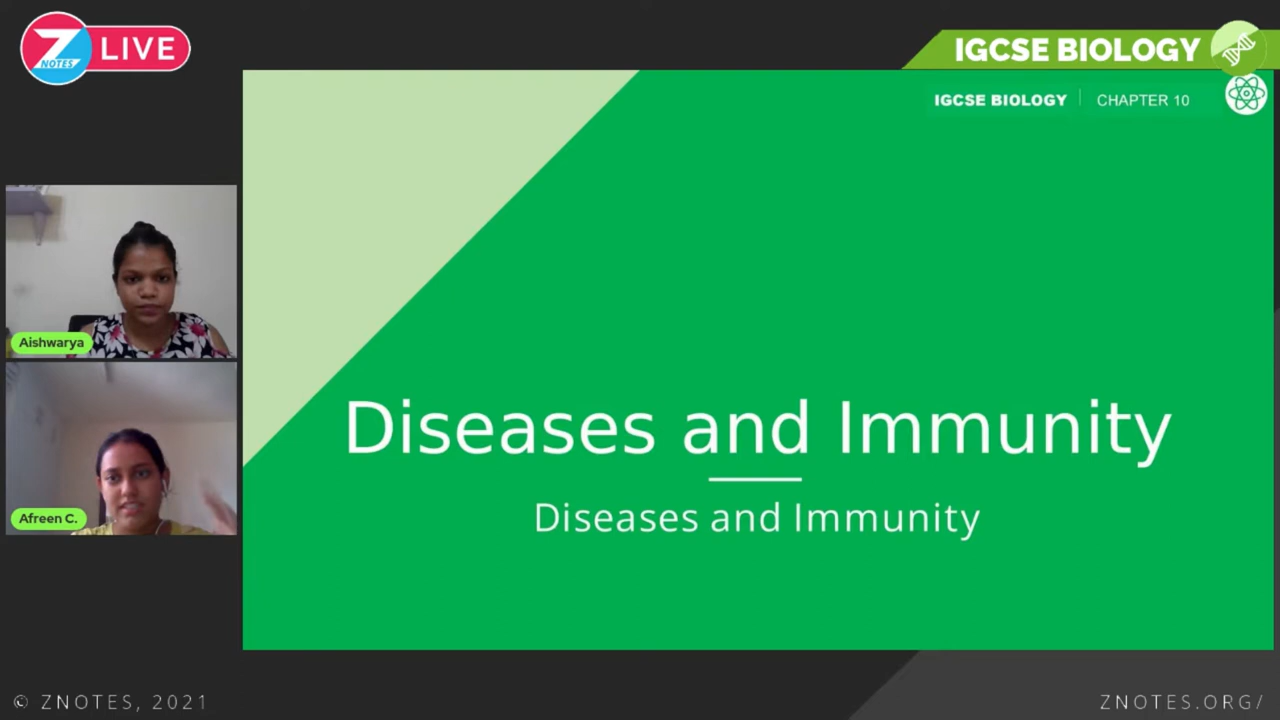 Z NOTES LIVE
IGCSE BIOLOGY
IGCSE BIOLOGY | CHAPTER 10
Aishwarya
Afreen C.
Diseases and Immunity
Diseases and Immunity
© ZNOTES, 2021
ZNOTES.ORG/